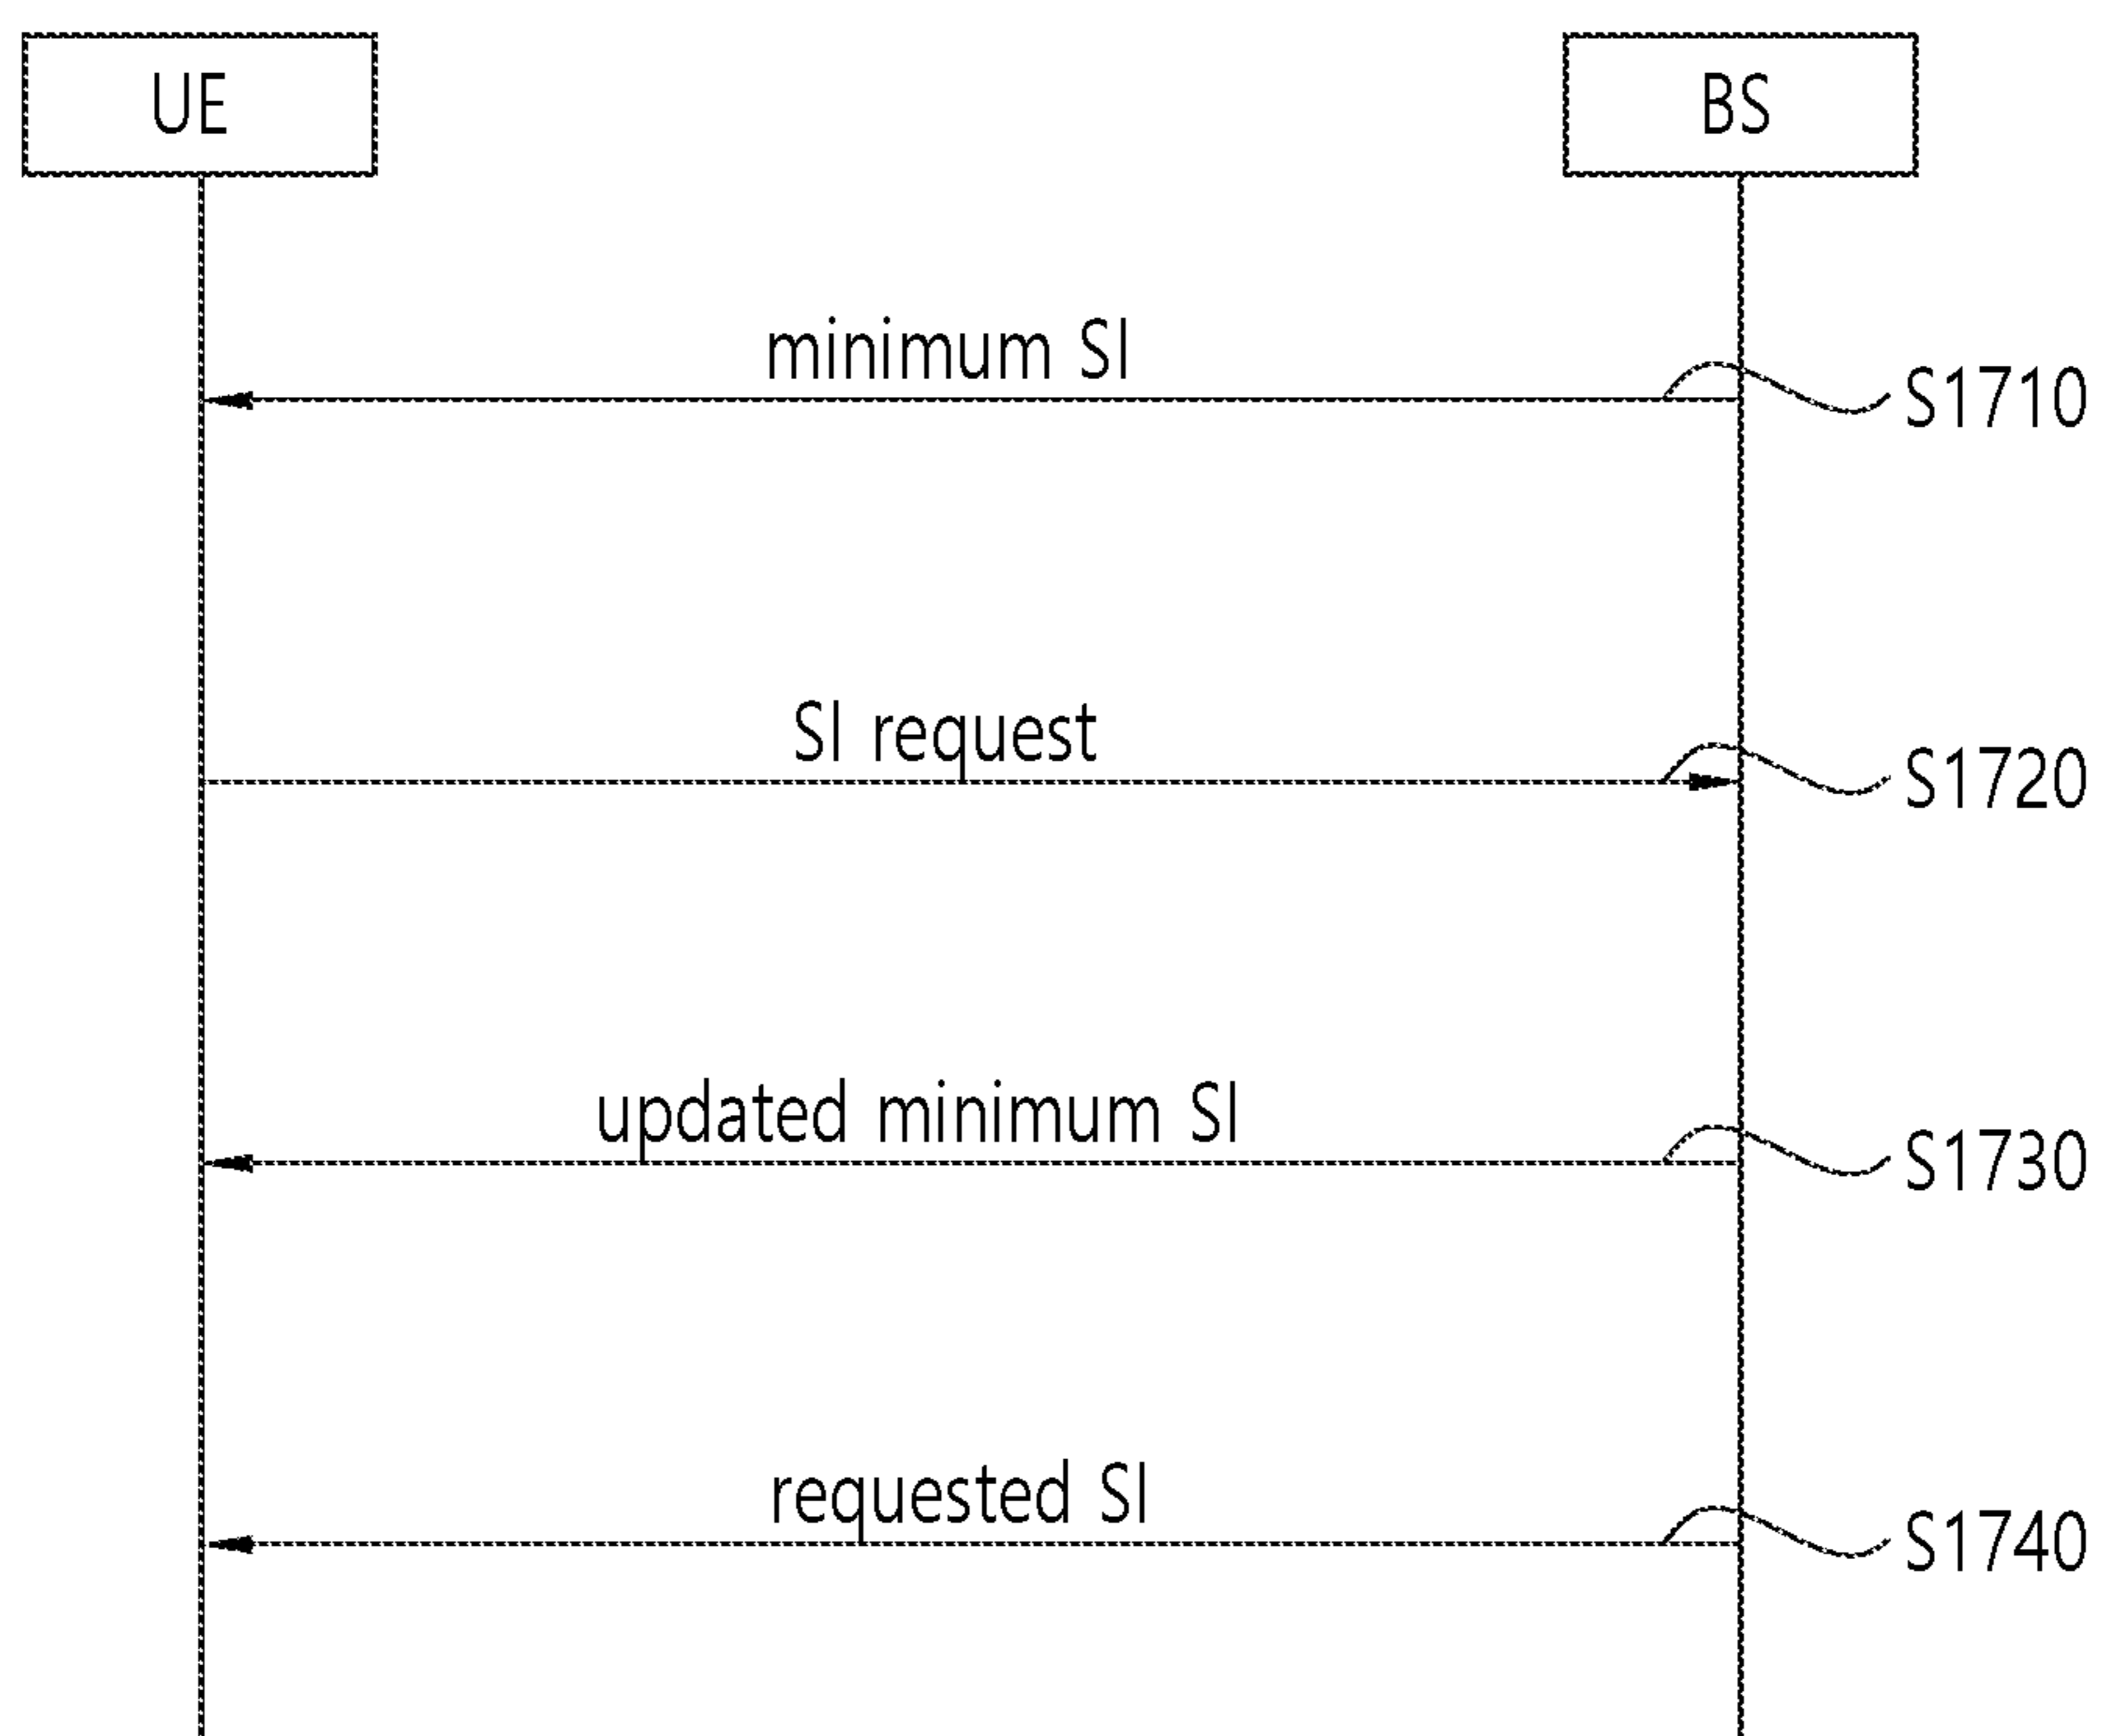 UE
BS
minimum SI
S1710
SI request
S1720
updated minimum SI
S1730
requested SI
S1740